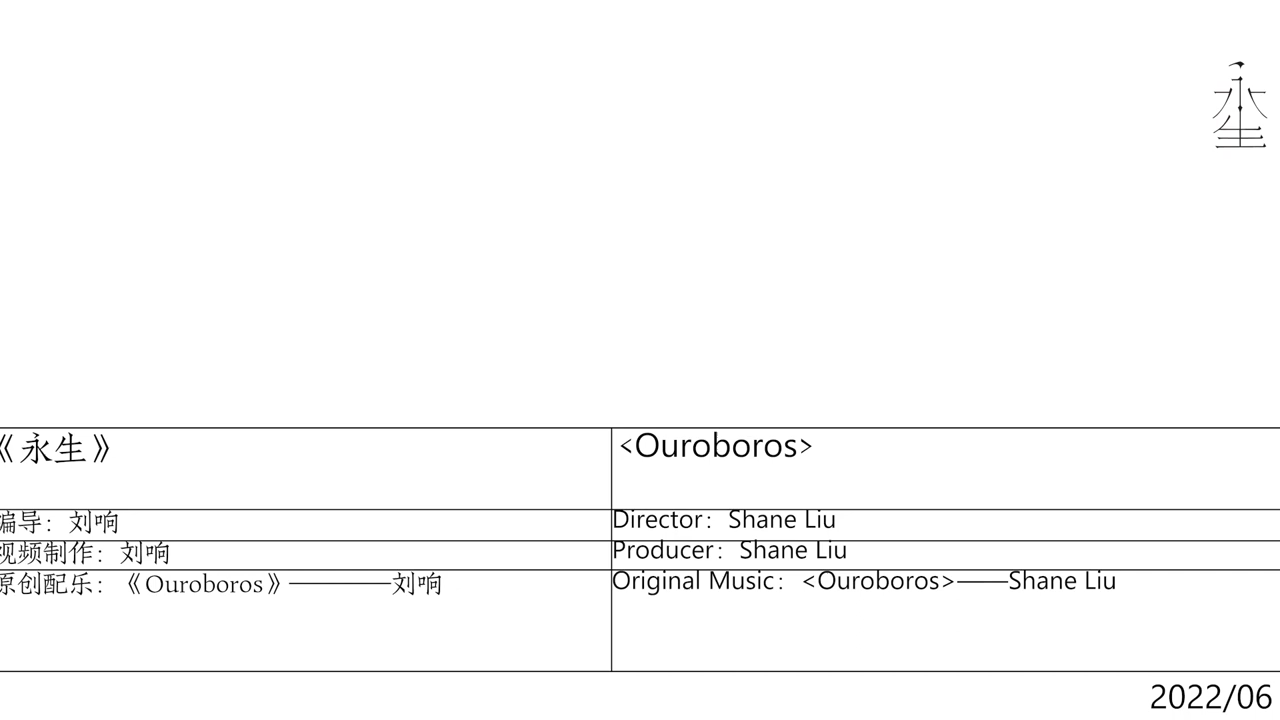 永生
《永生》
<Ouroboros>
编导：刘响
Director：Shane Liu
视频制作：刘响
Producer：Shane Liu
原创配乐：《Ouroboros》————刘响
Original Music：<Ouroboros>——Shane Liu
2022/06